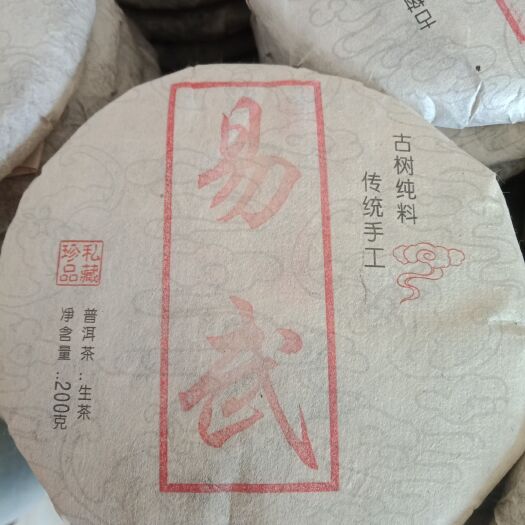 易武
古树纯料
传统手工
私藏
珍品
普洱茶：生茶
净含量：200克